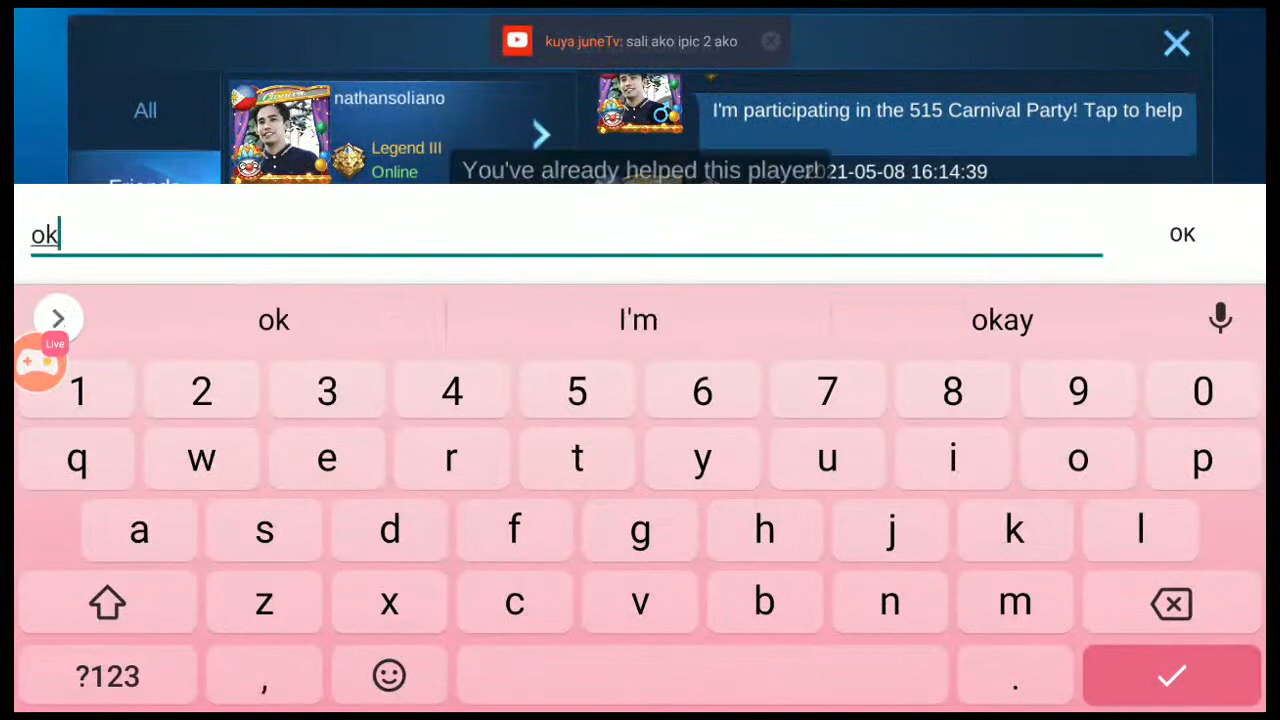 kuya juneTv: sali ako ipic 2 ako
All
nathansoliano
I'm participating in the 515 Carnival Party! Tap to help
Legend III
Online
You've already helped this player!
21-05-08 16:14:39
Friends
ok
OK
ok I'm okay
Live
1 2 3 4 5 6 7 8 9 0
q w e r t y u i o p
a s d f g h j k l
z x c v b n m
?123 , .